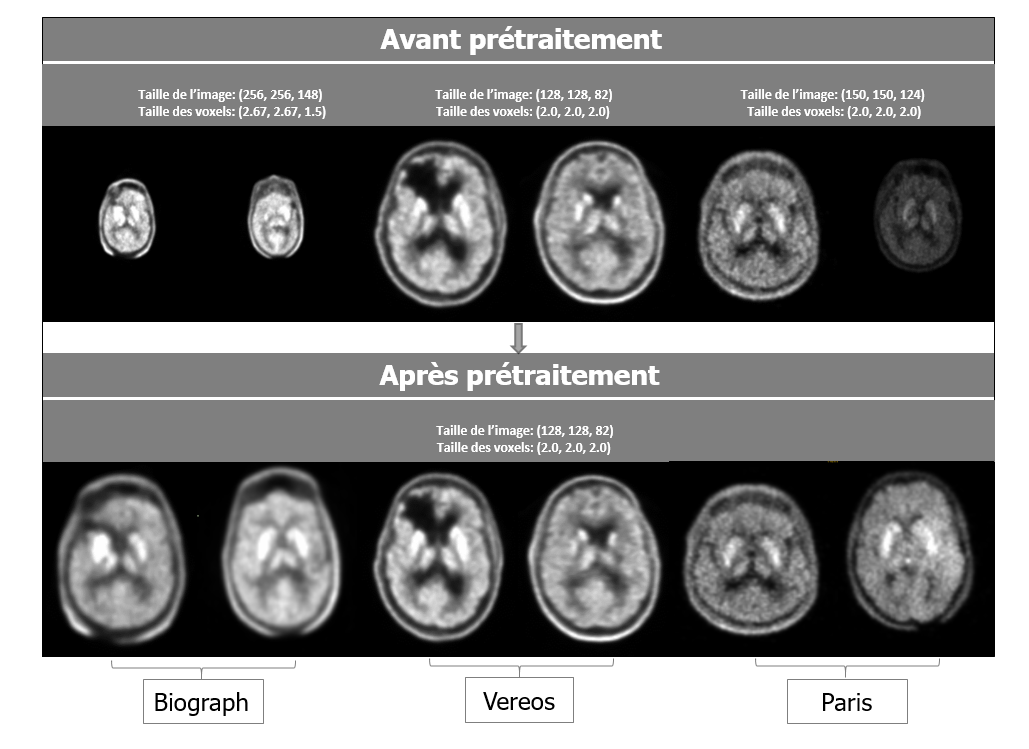 Avant prétraitement
Taille de l'image: (256, 256, 148)
Taille des voxels: (2.67, 2.67, 1.5)
Taille de l'image: (128, 128, 82)
Taille des voxels: (2.0, 2.0, 2.0)
Taille de l'image: (150, 150, 124)
Taille des voxels: (2.0, 2.0, 2.0)
Après prétraitement
Taille de l'image: (128, 128, 82)
Taille des voxels: (2.0, 2.0, 2.0)
Biograph
Vereos
Paris